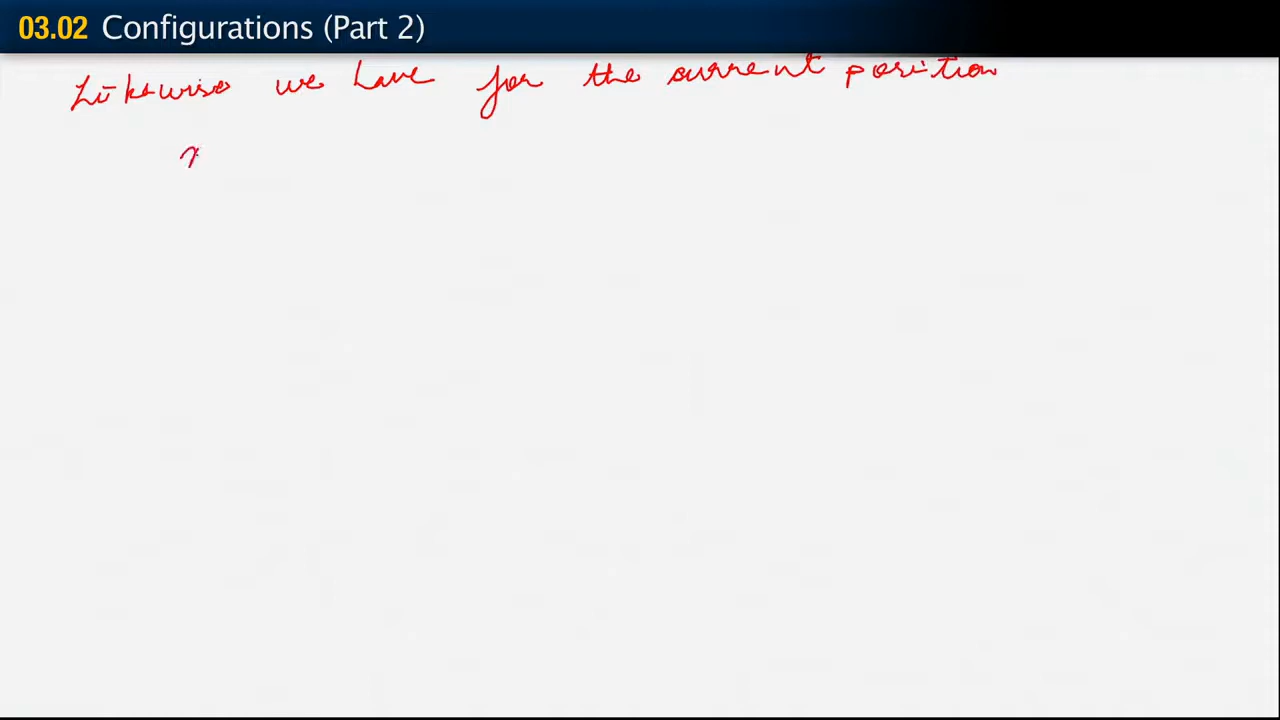 03.02 Configurations (Part 2)
Likewise we have for the current position
x